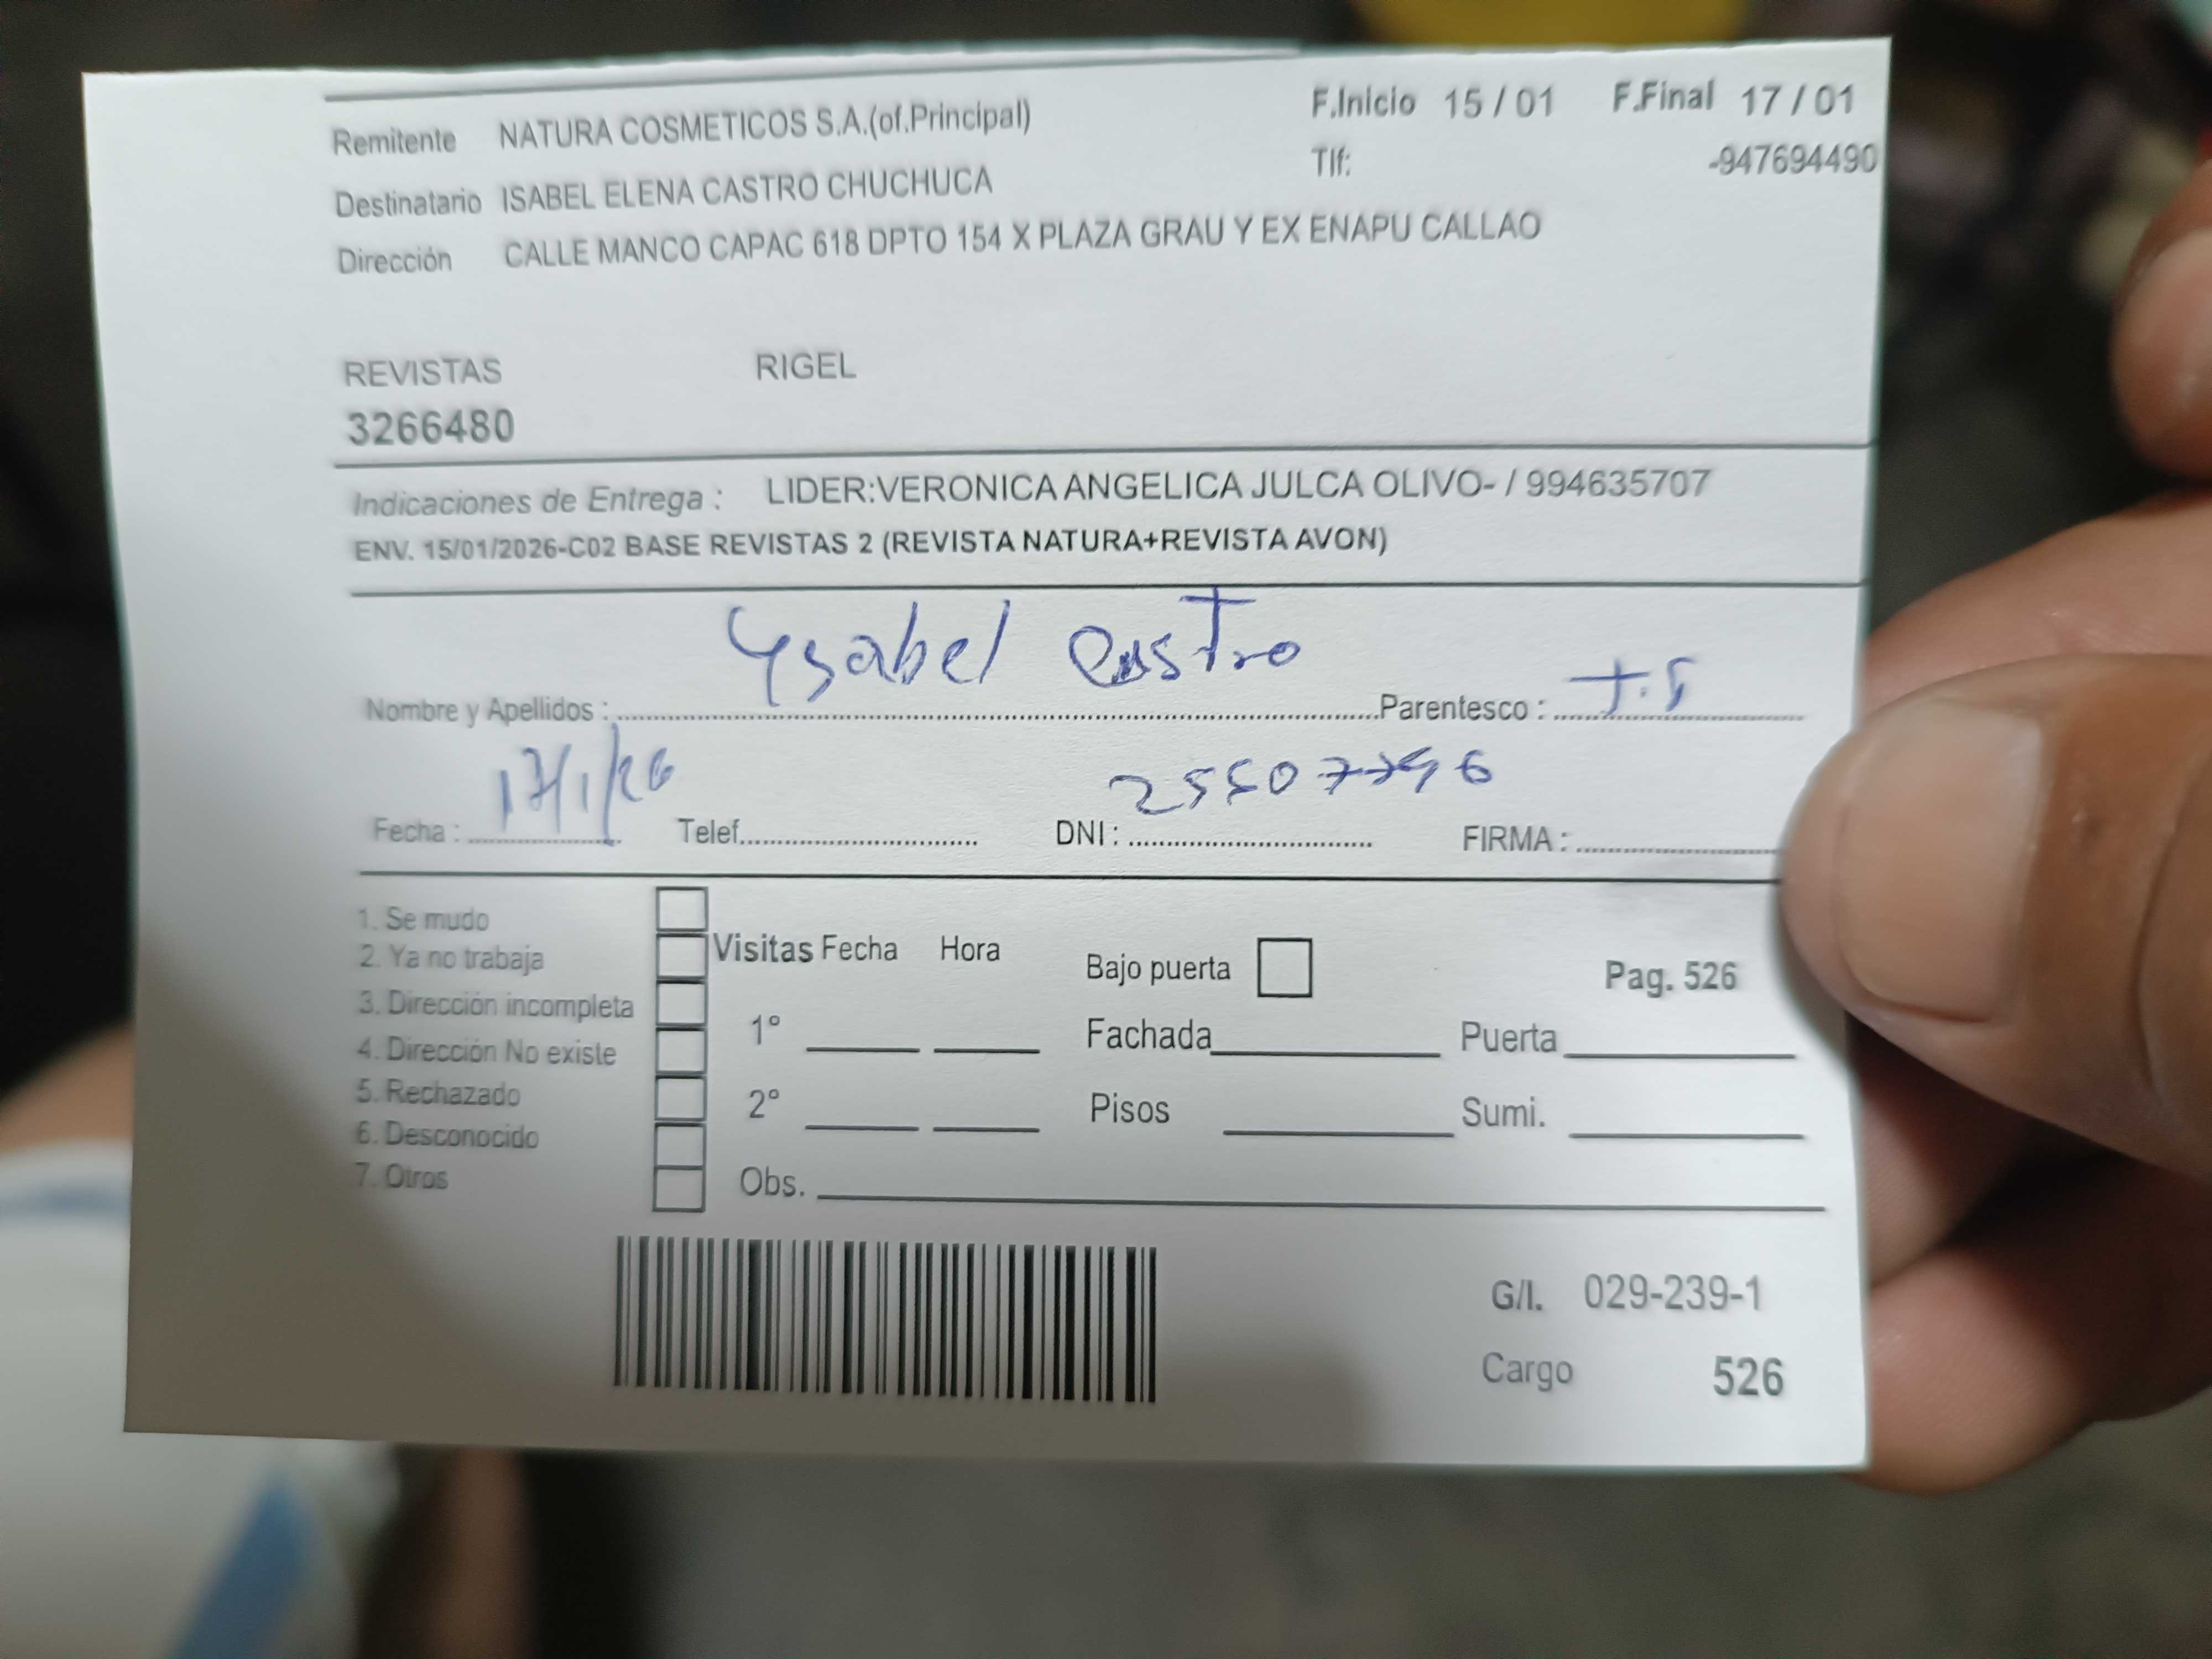 F.Inicio 15 / 01 F.Final 17 / 01
Remitente NATURA COSMETICOS S.A.(of.Principal)
Tlf: -947694490
Destinatario ISABEL ELENA CASTRO CHUCHUCA
Dirección CALLE MANCO CAPAC 618 DPTO 154 X PLAZA GRAU Y EX ENAPU CALLAO
REVISTAS RIGEL
3266480
Indicaciones de Entrega : LIDER:VERONICA ANGELICA JULCA OLIVO- / 994635707
ENV. 15/01/2026-C02 BASE REVISTAS 2 (REVISTA NATURA+REVISTA AVON)
Ysabel Castro
Nombre y Apellidos : Parentesco :
17/1/26
Fecha : Telef. DNI : FIRMA :
1. Se mudo
2. Ya no trabaja
3. Dirección incompleta
4. Dirección No existe
5. Rechazado
6. Desconocido
7. Otros
Visitas Fecha Hora
1°
2°
Obs.
Bajo puerta Pag. 526
Fachada Puerta
Pisos Sumi.
G/I. 029-239-1
Cargo 526